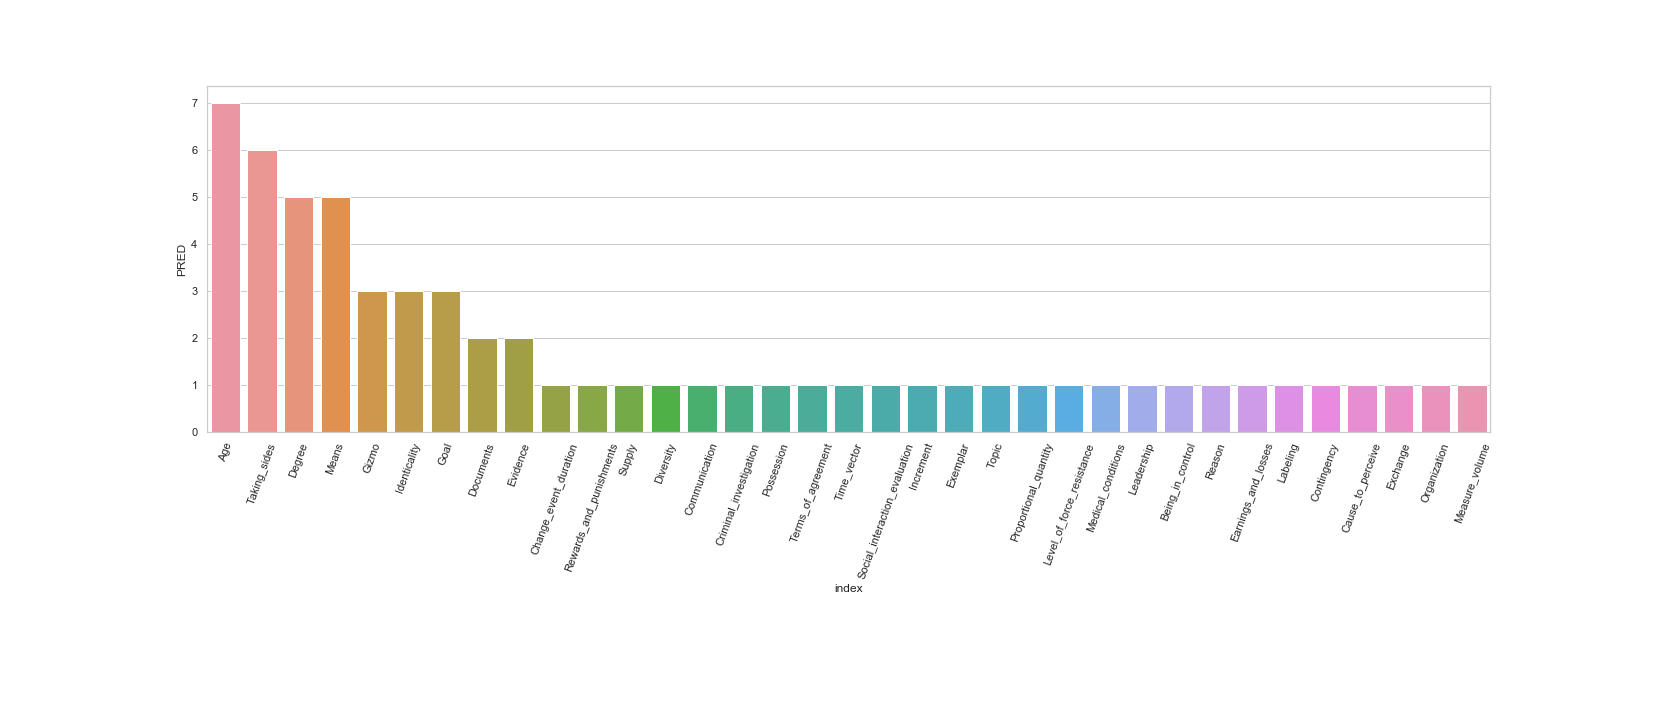 7
6
5
4
3
2
1
0
PRED
Age
Taking_sides
Degree
Means
Gizmo
Identicality
Goal
Documents
Evidence
Change_event_duration
Rewards_and_punishments
Supply
Diversity
Communication
Criminal_investigation
Possession
Terms_of_agreement
Time_vector
Social_interaction_evaluation
Increment
Exemplar
Topic
Proportional_quantity
Level_of_force_resistance
Medical_conditions
Leadership
Being_in_control
Reason
Earnings_and_losses
Labeling
Contingency
Cause_to_perceive
Exchange
Organization
Measure_volume
index